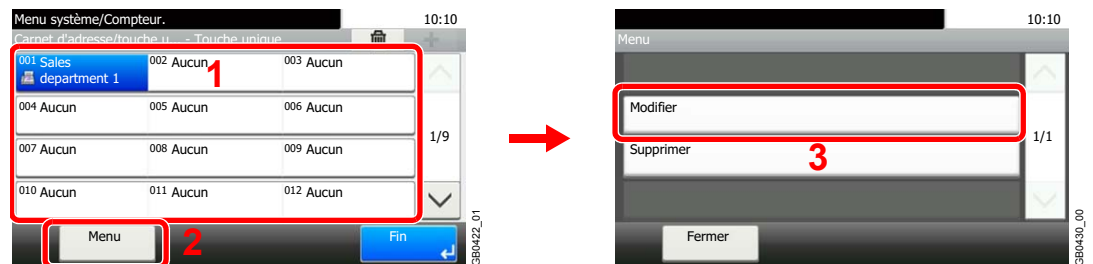 Menu système/Compteur.
10:10
Carnet d'adresse/touche u... - Touche unique
001 Sales department 1
002 Aucun
003 Aucun
1
004 Aucun
005 Aucun
006 Aucun
1/9
007 Aucun
008 Aucun
009 Aucun
010 Aucun
011 Aucun
012 Aucun
Menu
2
Fin
GB0422_01
10:10
Menu
Modifier
1/1
Supprimer
3
Fermer
GB0430_00